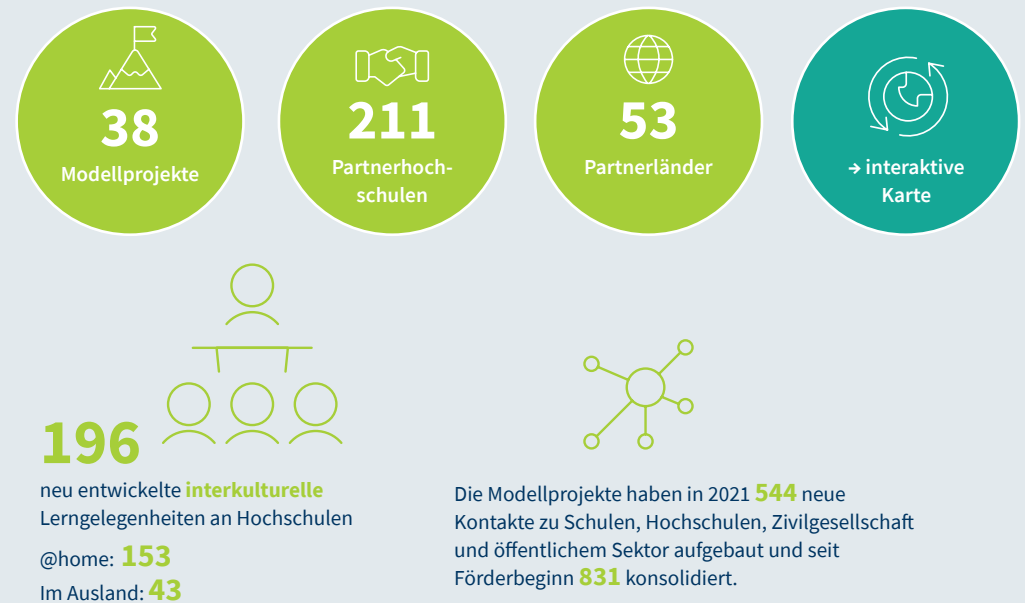 38
Modellprojekte
211
Partnerhoch-
schulen
53
Partnerländer
→ interaktive
Karte
196
neu entwickelte interkulturelle
Lerngelegenheiten an Hochschulen
@home: 153
Im Ausland: 43
Die Modellprojekte haben in 2021 544 neue
Kontakte zu Schulen, Hochschulen, Zivilgesellschaft
und öffentlichem Sektor aufgebaut und seit
Förderbeginn 831 konsolidiert.